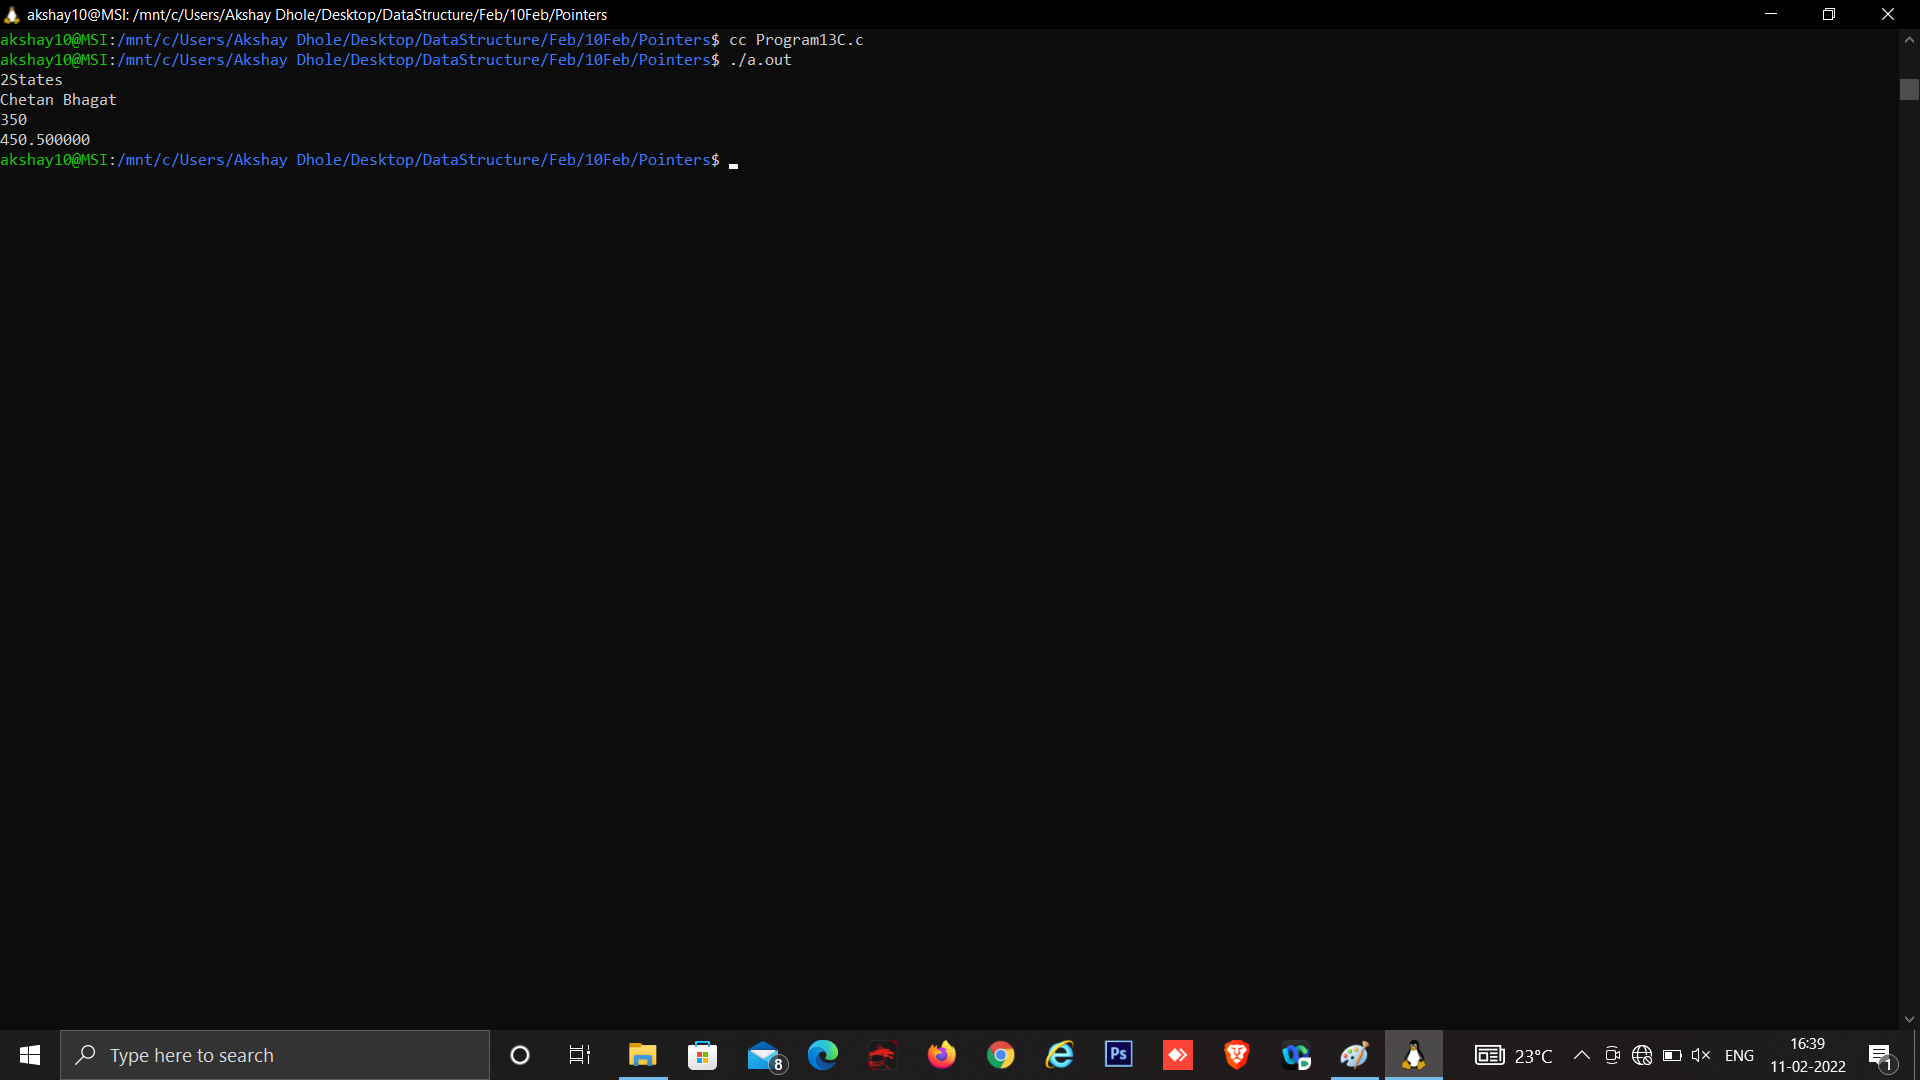 akshay10@MSI: /mnt/c/Users/Akshay Dhole/Desktop/DataStructure/Feb/10Feb/Pointers
akshay10@MSI:/mnt/c/Users/Akshay Dhole/Desktop/DataStructure/Feb/10Feb/Pointers$ cc Program13C.c
akshay10@MSI:/mnt/c/Users/Akshay Dhole/Desktop/DataStructure/Feb/10Feb/Pointers$ ./a.out
2States
Chetan Bhagat
350
450.500000
akshay10@MSI:/mnt/c/Users/Akshay Dhole/Desktop/DataStructure/Feb/10Feb/Pointers$
Type here to search
8
Ps
23°C
ENG
16:39
11-02-2022
1